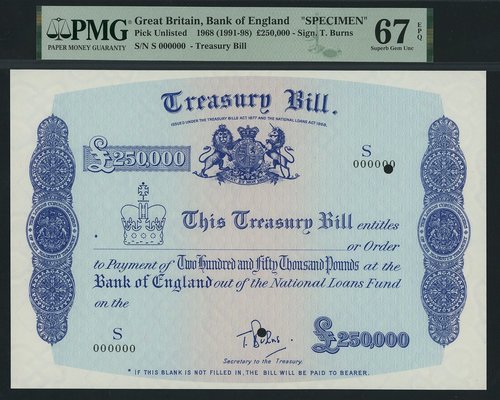 PMG
PAPER MONEY GUARANTY
Great Britain, Bank of England "SPECIMEN"
Pick Unlisted 1968 (1991-98) £250,000 - Sign. T. Burns
S/N S 000000 - Treasury Bill
67 EPQ
Superb Gem Unc
Treasury Bill.
ISSUED UNDER THE TREASURY BILLS ACT 1877 AND THE NATIONAL LOANS ACT 1968.
£250,000
S
000000
This Treasury Bill entitles
* or Order
to Payment of Two Hundred and Fifty Thousand Pounds at the
Bank of England out of the National Loans Fund
on the
S
000000
T. Burns.
£250,000
Secretary to the Treasury.
* IF THIS BLANK IS NOT FILLED IN, THE BILL WILL BE PAID TO BEARER.